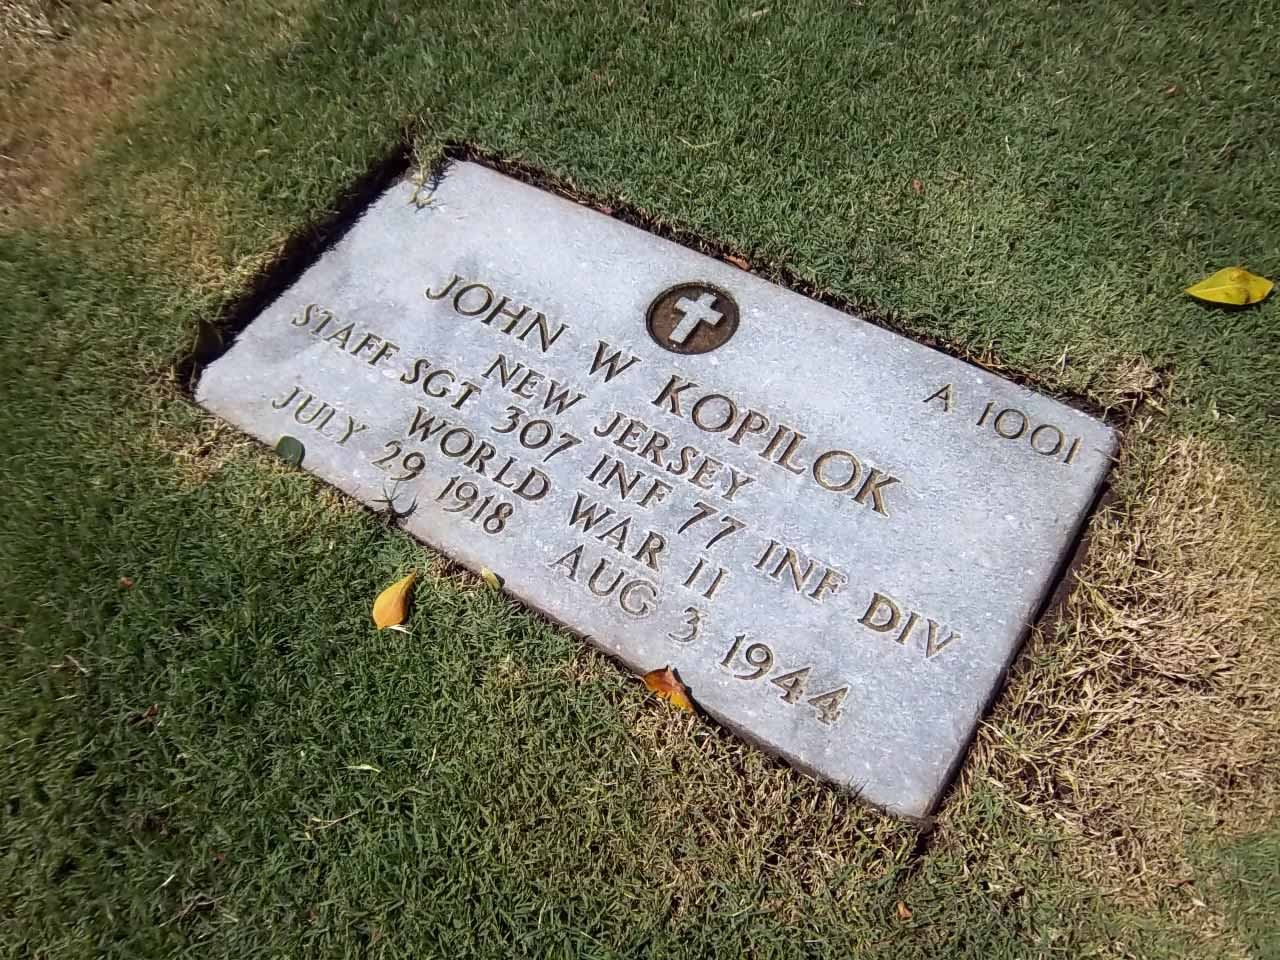 A 1001
JOHN W KOPILOK
NEW JERSEY
STAFF SGT 307 INF 77 INF DIV
WORLD WAR II
JULY 29 1918 AUG 3 1944